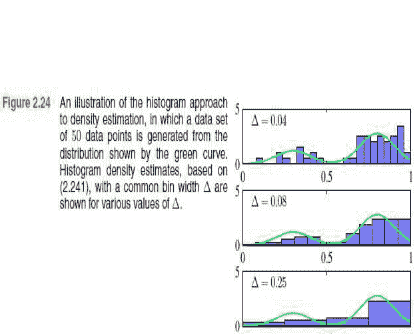 Figure 2.24 An illustration of the histogram approach
to density estimation, in which a data set
of 50 data points is generated from the
distribution shown by the green curve.
Histogram density estimates, based on
(2.241), with a common bin width Δ are
shown for various values of Δ.
5
Δ = 0.04
0
0 0.5 1
5
Δ = 0.08
0
0 0.5 1
5
Δ = 0.25
0